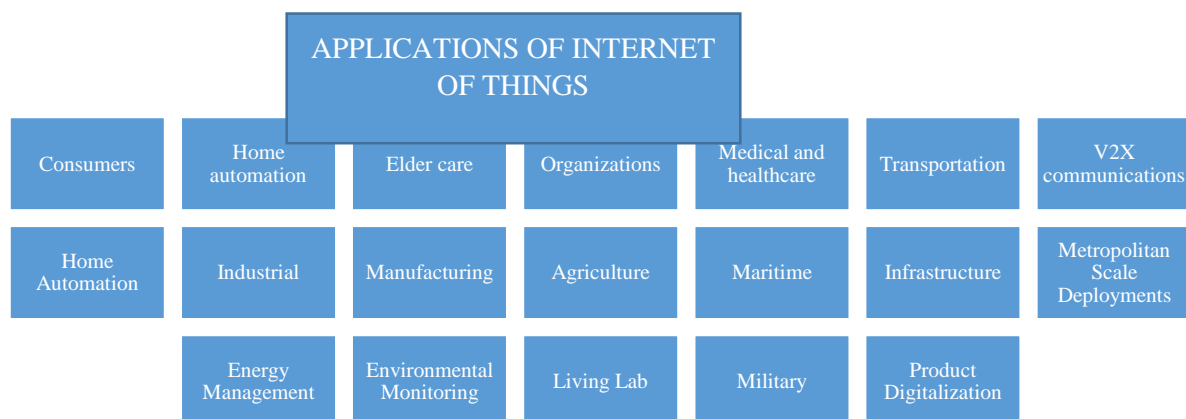 APPLICATIONS OF INTERNET
OF THINGS
Consumers
Home
automation
Elder care
Organizations
Medical and
healthcare
Transportation
V2X
communications
Home
Automation
Industrial
Manufacturing
Agriculture
Maritime
Infrastructure
Metropolitan
Scale
Deployments
Energy
Management
Environmental
Monitoring
Living Lab
Military
Product
Digitalization